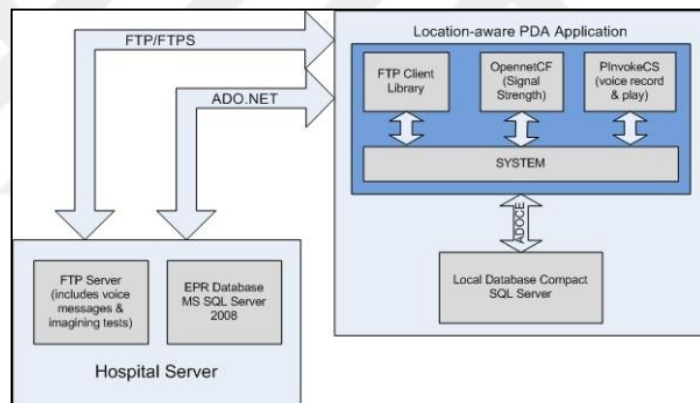 FTP/FTPS
ADO.NET
Location-aware PDA Application
FTP Client
Library
OpennetCF
(Signal
Strength)
PInvokeCS
(voice record
& play)
SYSTEM
ADOCE
Local Database Compact
SQL Server
FTP Server
(includes voice
messages &
imagining tests)
EPR Database
MS SQL Server
2008
Hospital Server